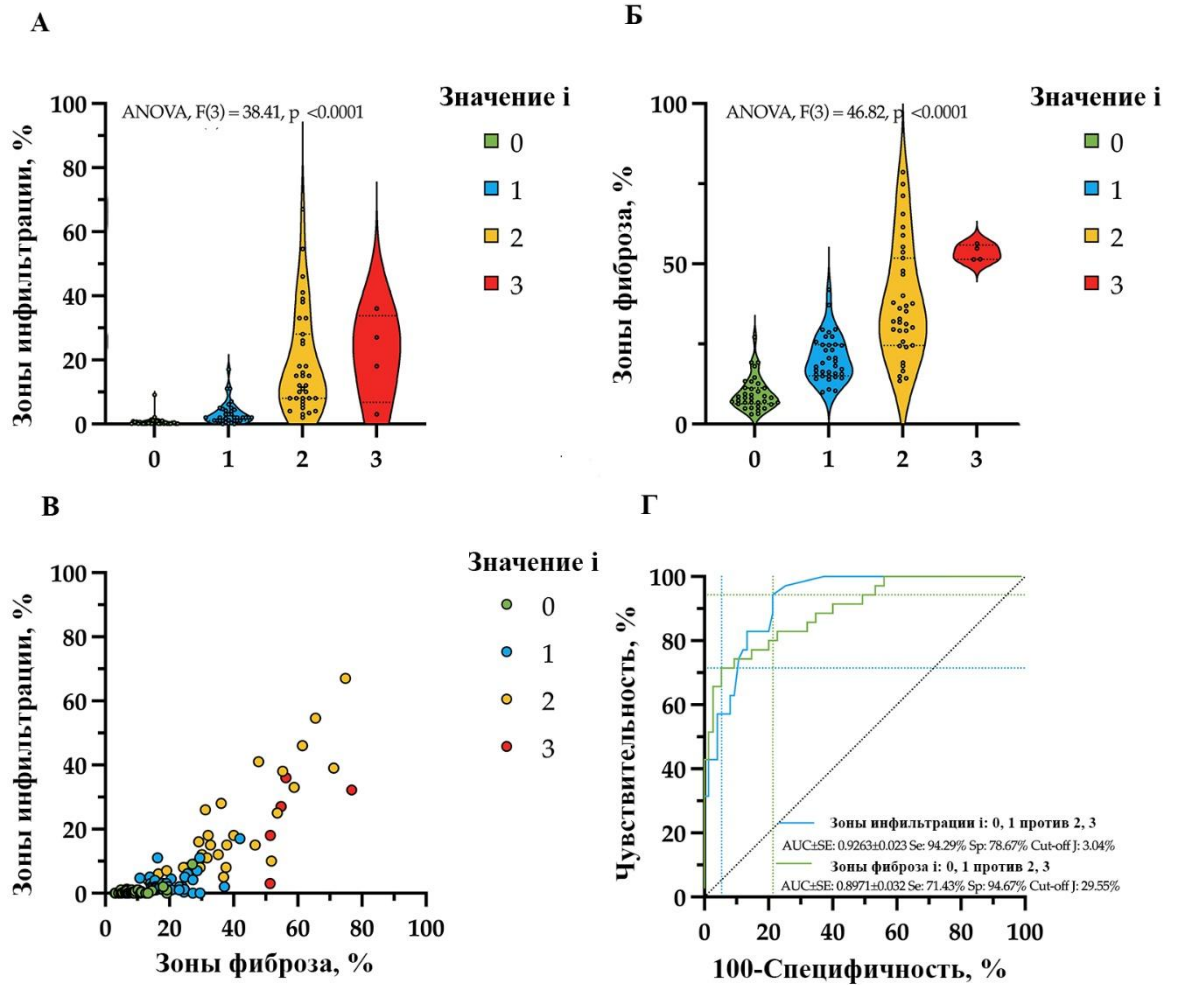 А
ANOVA, F(3) = 38.41, p <0.0001
Зоны инфильтрации, %
100
80
60
40
20
0
0 1 2 3
Значение i
0
1
2
3
Б
ANOVA, F(3) = 46.82, p <0.0001
Зоны фиброза, %
100
50
0
0 1 2 3
Значение i
0
1
2
3
В
Зоны инфильтрации, %
100
80
60
40
20
0
0 20 40 60 80 100
Зоны фиброза, %
Значение i
0
1
2
3
Г
Чувствительность, %
100
80
60
40
20
0
Зоны инфильтрации i: 0, 1 против 2, 3
AUC±SE: 0.9263±0.023 Se: 94.29% Sp: 78.67% Cut-off J: 3.04%
Зоны фиброза i: 0, 1 против 2, 3
AUC±SE: 0.8971±0.032 Se: 71.43% Sp: 94.67% Cut-off J: 29.55%
0 20 40 60 80 100
100-Специфичность, %